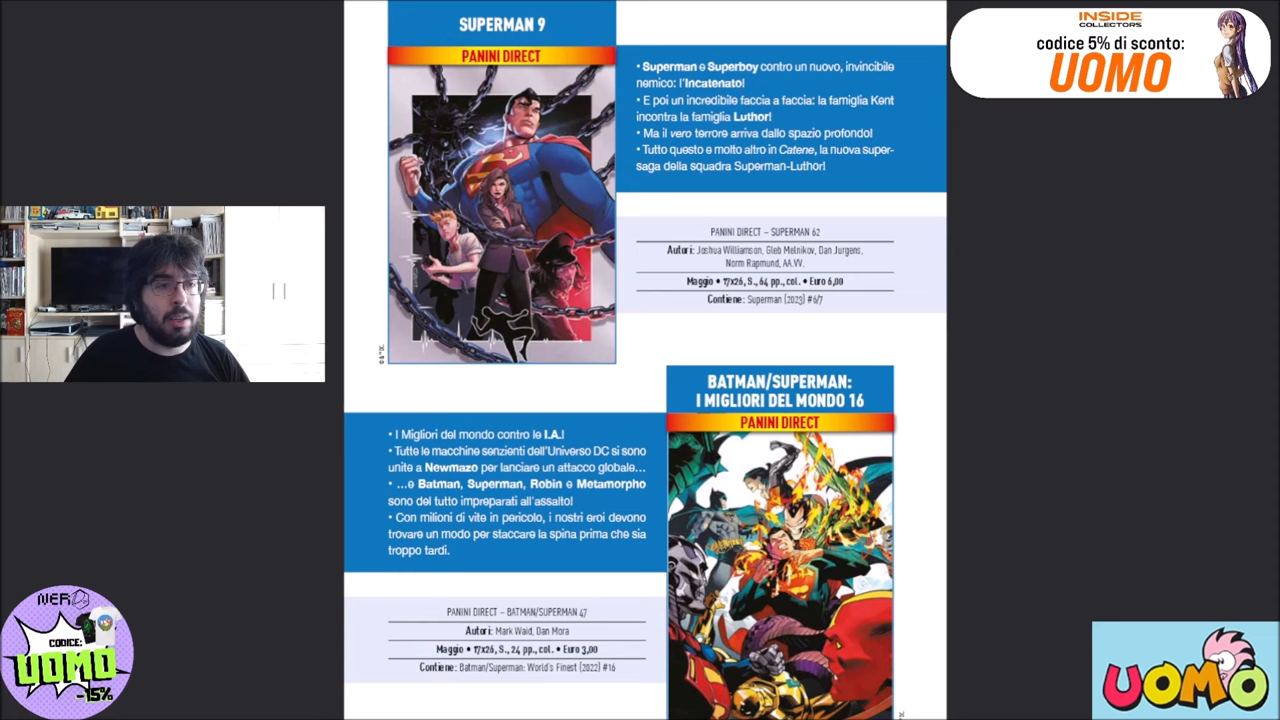 SUPERMAN 9
PANINI DIRECT
• Superman e Superboy contro un nuovo, invincibile
nemico: l'Incatenato!
• E poi un incredibile faccia a faccia: la famiglia Kent
incontra la famiglia Luthor!
• Ma il vero terrore arriva dallo spazio profondo!
• Tutto questo e molto altro in Catene, la nuova super-
saga della squadra Superman-Luthor!
PANINI DIRECT – SUPERMAN 62
Autori: Joshua Williamson, Gleb Melnikov, Dan Jurgens,
Norm Rapmund, AA.VV.
Maggio • 17x26, S., 64 pp., col. • Euro 6,00
Contiene: Superman (2023) #6/7
INSIDE
COLLECTORS
codice 5% di sconto:
UOMO
BATMAN/SUPERMAN:
I MIGLIORI DEL MONDO 16
PANINI DIRECT
• I Migliori del mondo contro le I.A.!
• Tutte le macchine senzienti dell'Universo DC si sono
unite a Newmazo per lanciare un attacco globale...
• ...e Batman, Superman, Robin e Metamorpho
sono del tutto impreparati all'assalto!
• Con milioni di vite in pericolo, i nostri eroi devono
trovare un modo per staccare la spina prima che sia
troppo tardi.
PANINI DIRECT – BATMAN/SUPERMAN 47
Autori: Mark Waid, Dan Mora
Maggio • 17x26, S., 24 pp., col. • Euro 3,00
Contiene: Batman/Superman: World's Finest (2022) #16
NERO
CODICE:
UOMO
-15%
UOMO